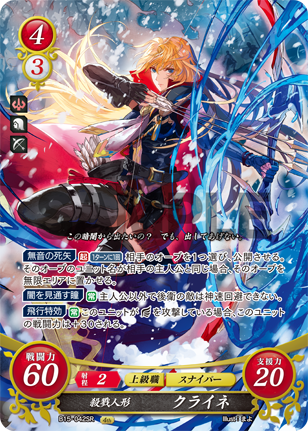 4
3
この暗闇から出たいの？ でも、出してあげない。
無音の死矢 起 1ターンに1回 相手のオーブを1つ選び、公開させる。
そのオーブのユニット名が相手の主人公と同じ場合、そのオーブを
無限エリアに置かせる。
闇を見通す瞳 常 主人公以外で後衛の敵は神速回避できない。
飛行特効 常 このユニットが を攻撃している場合、このユニット
の戦闘力は＋30される。
戦闘力
60
射程 2 上級職 スナイパー
支援力
20
B15-042SR 4th
殺戮人形 クライネ
Illust:まよ